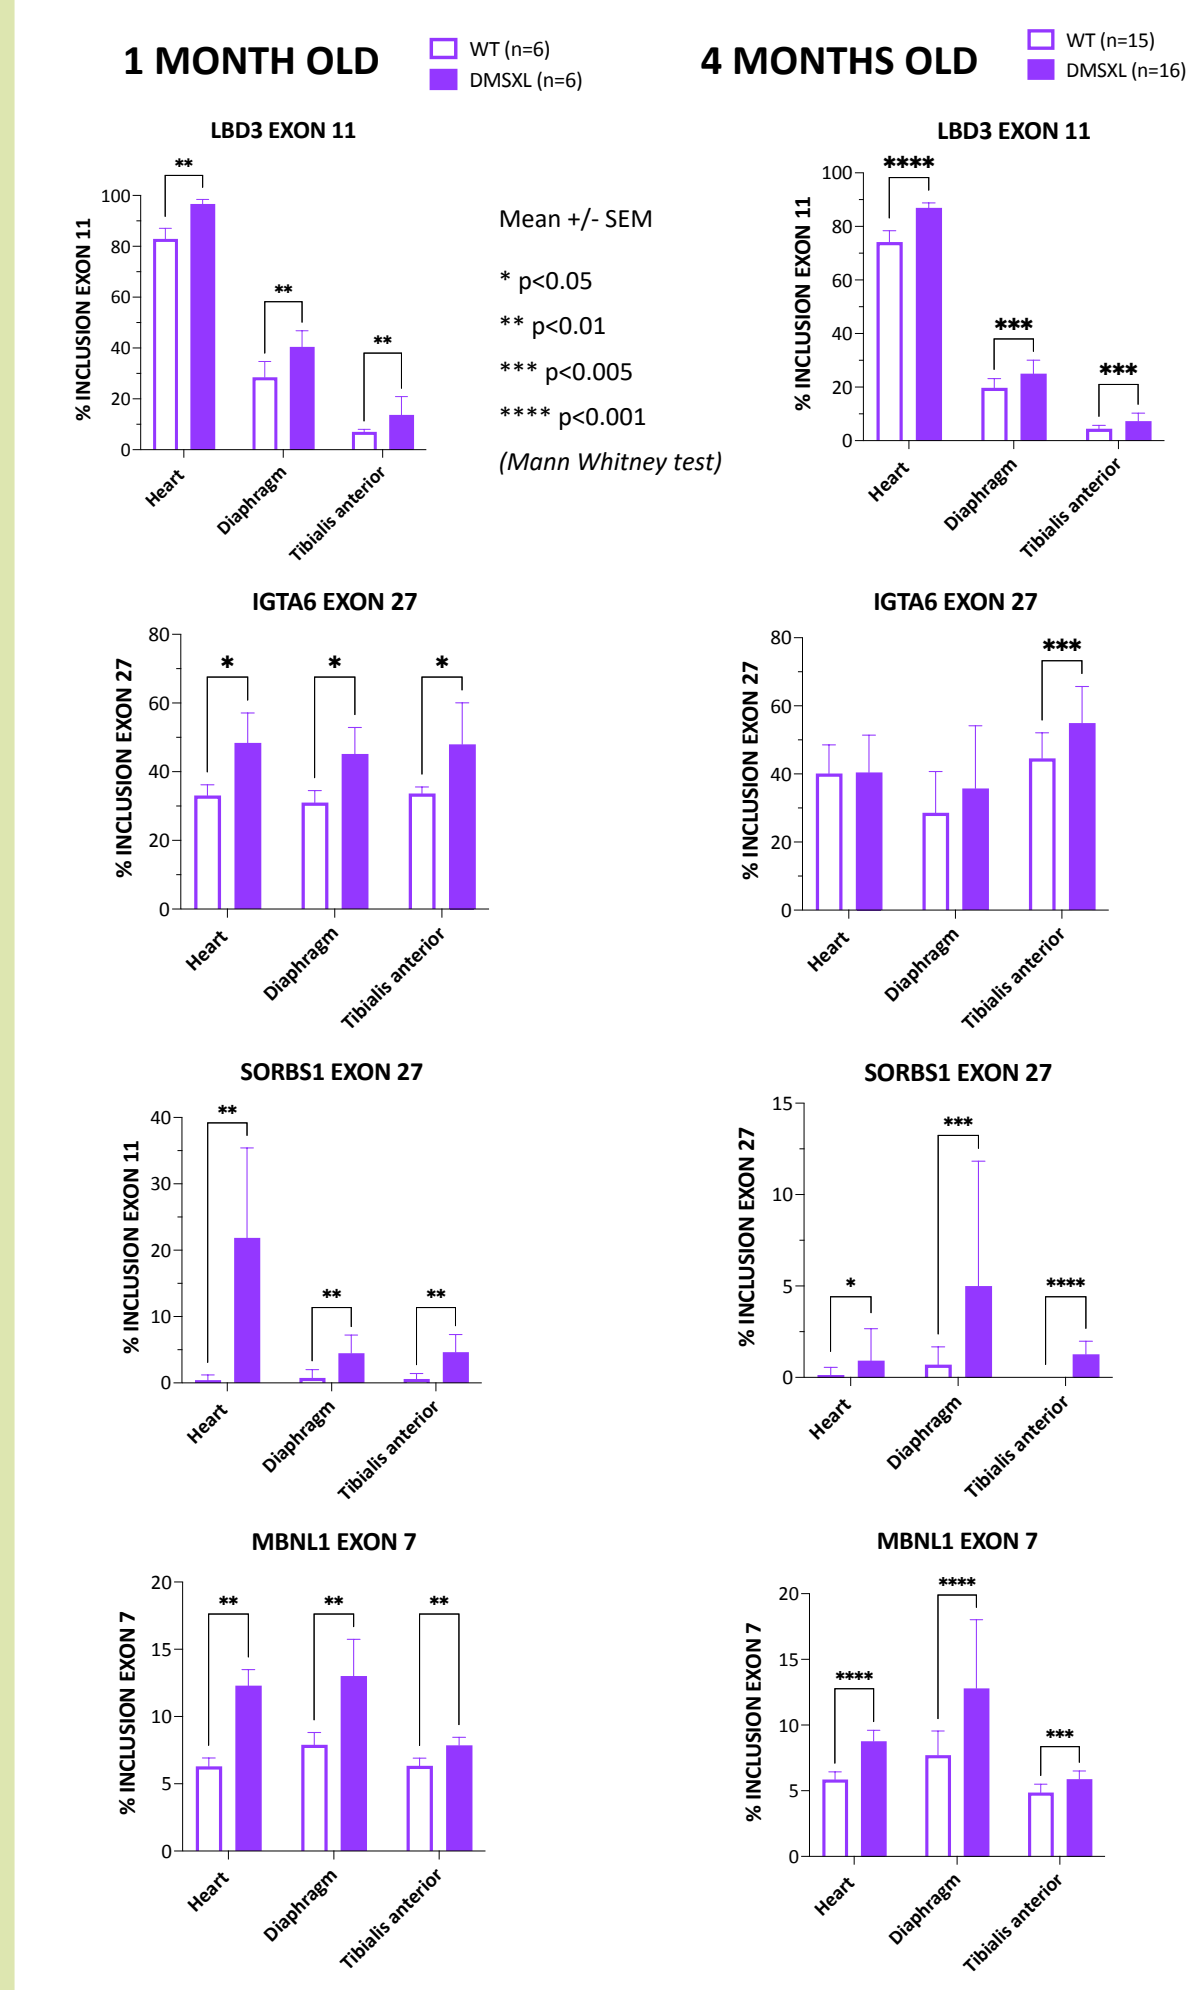 1 MONTH OLD
WT (n=6)
DMSXL (n=6)
4 MONTHS OLD
WT (n=15)
DMSXL (n=16)
LBD3 EXON 11
% INCLUSION EXON 11
100
80
60
40
20
0
**
**
**
Heart
Diaphragm
Tibialis anterior
Mean +/- SEM
* p<0.05
** p<0.01
*** p<0.005
**** p<0.001
(Mann Whitney test)
LBD3 EXON 11
% INCLUSION EXON 11
100
80
60
40
20
0
****
***
***
Heart
Diaphragm
Tibialis anterior
IGTA6 EXON 27
% INCLUSION EXON 27
80
60
40
20
0
*
*
*
Heart
Diaphragm
Tibialis anterior
IGTA6 EXON 27
% INCLUSION EXON 27
80
60
40
20
0
***
Heart
Diaphragm
Tibialis anterior
SORBS1 EXON 27
% INCLUSION EXON 11
40
30
20
10
0
**
**
**
Heart
Diaphragm
Tibialis anterior
SORBS1 EXON 27
% INCLUSION EXON 27
15
10
5
0
*
***
****
Heart
Diaphragm
Tibialis anterior
MBNL1 EXON 7
% INCLUSION EXON 7
20
15
10
5
0
**
**
**
Heart
Diaphragm
Tibialis anterior
MBNL1 EXON 7
% INCLUSION EXON 7
20
15
10
5
0
****
****
***
Heart
Diaphragm
Tibialis anterior